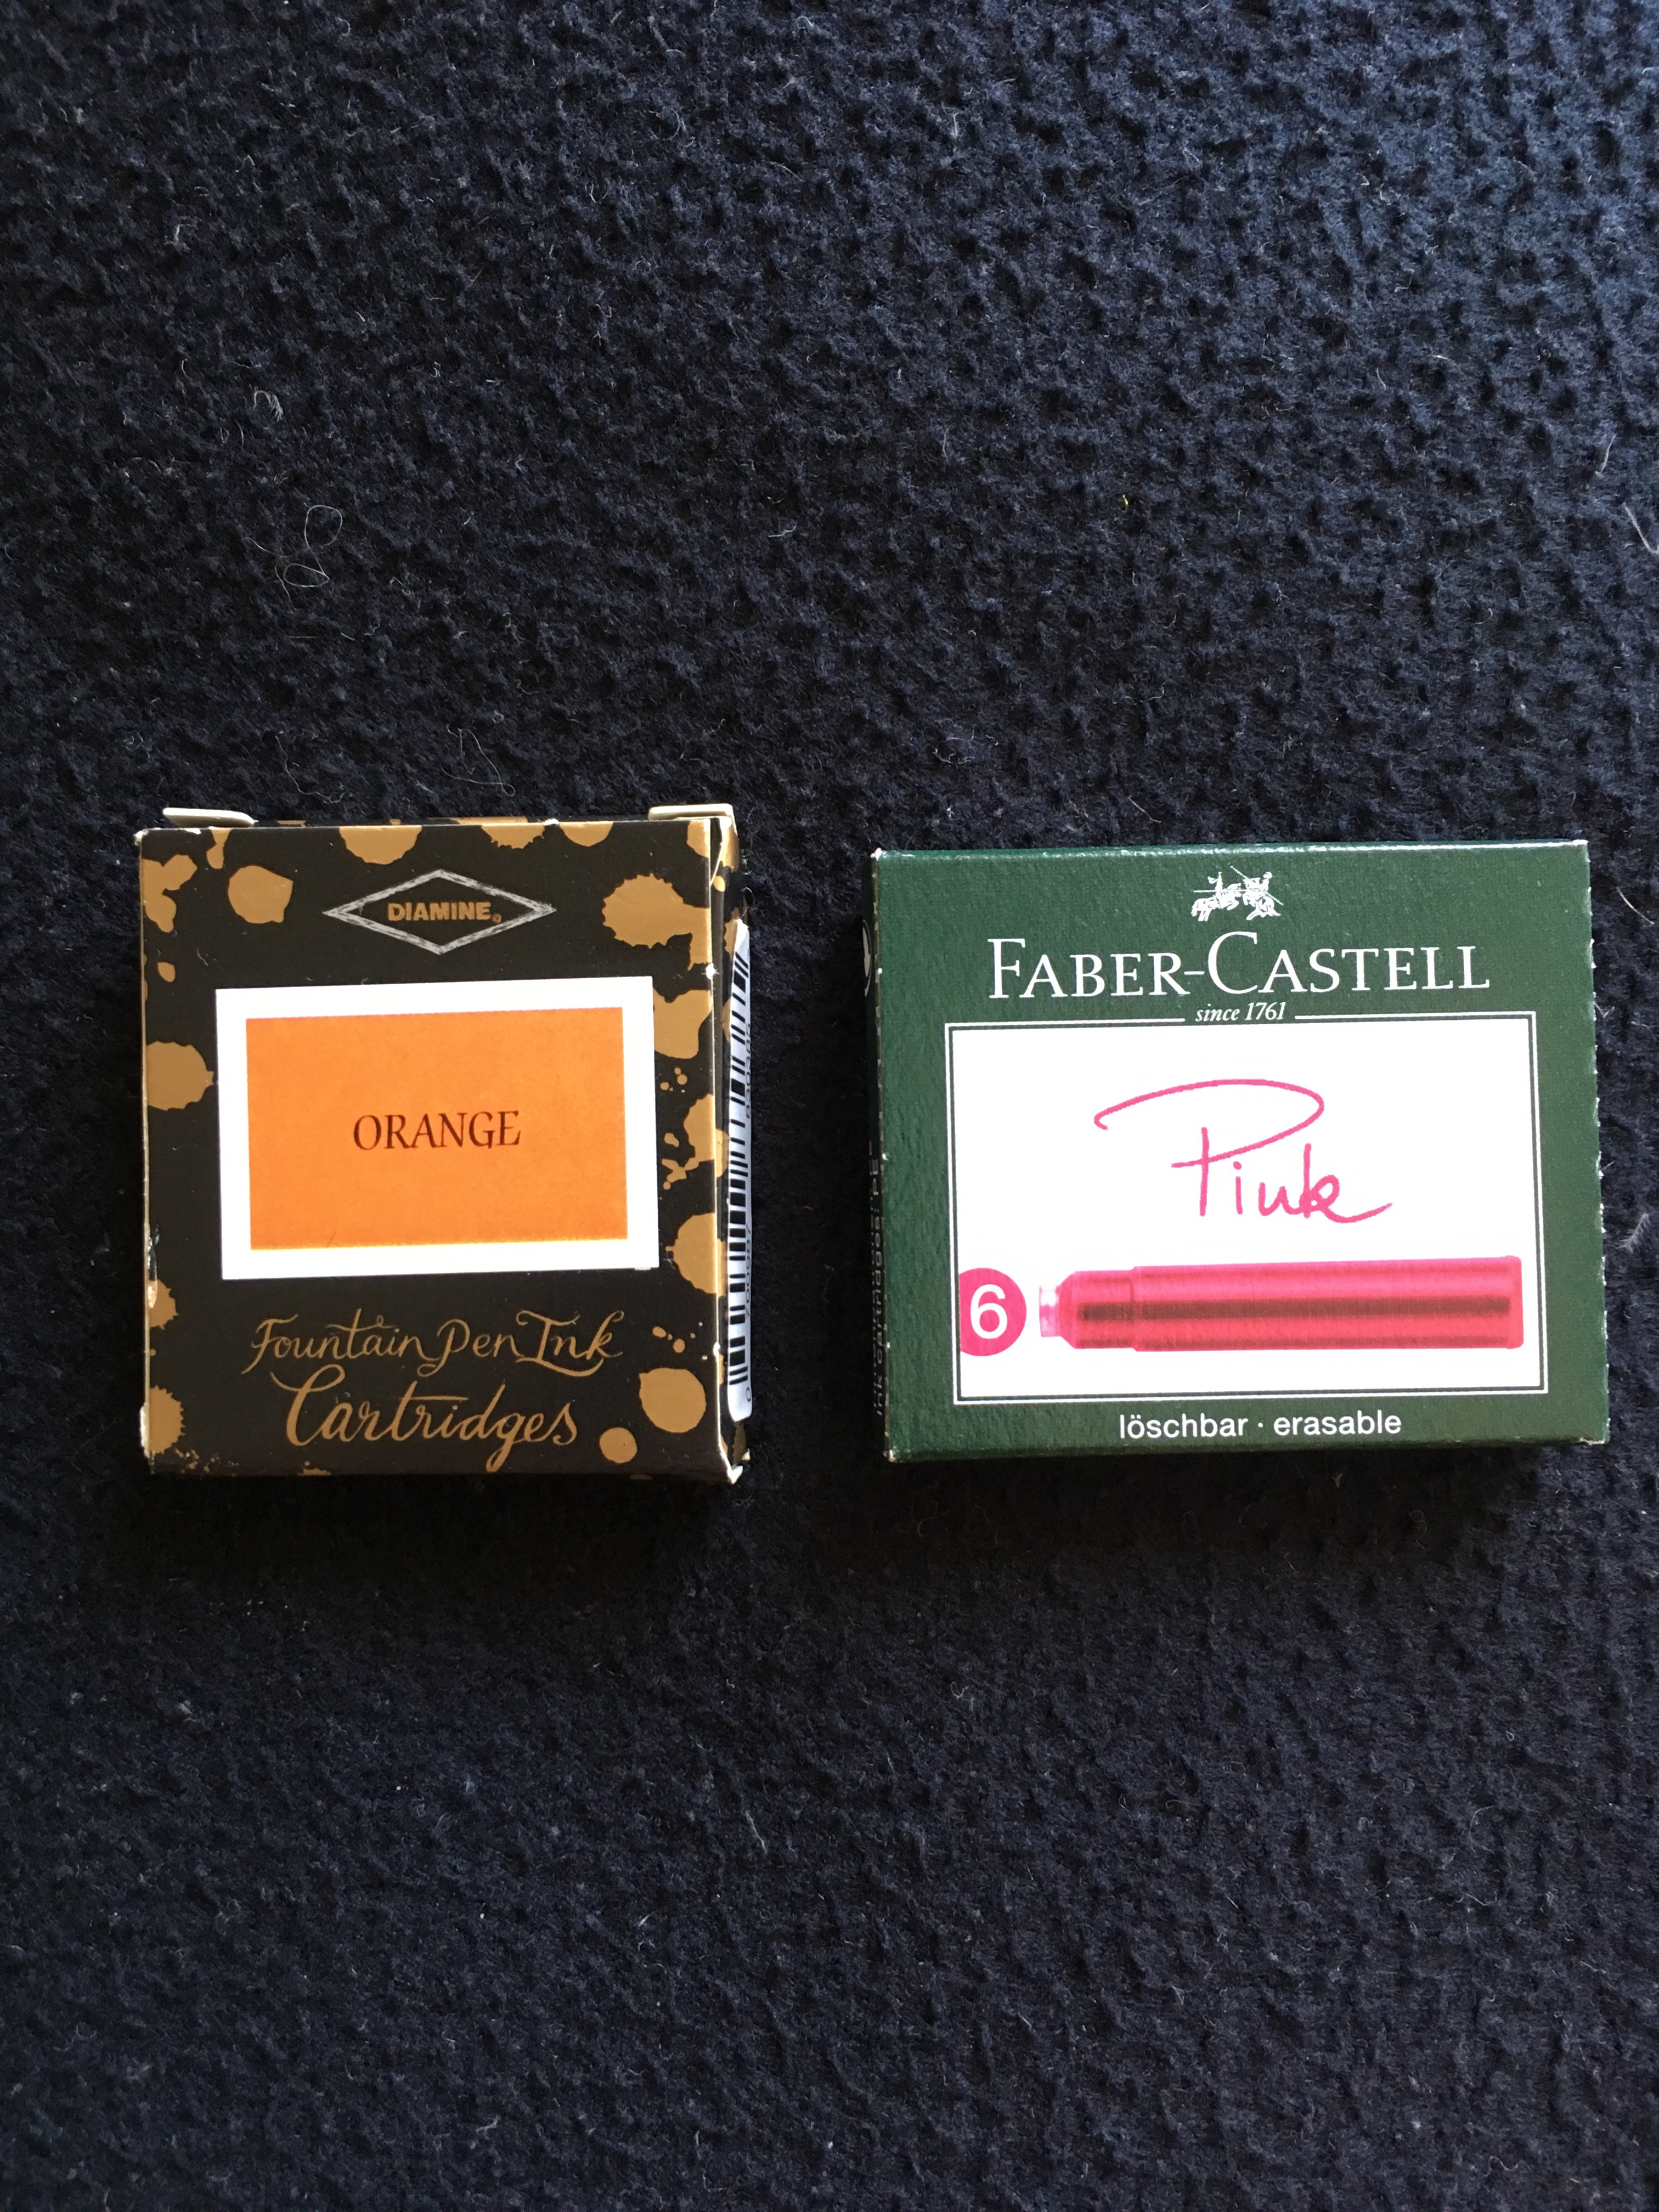 DIAMINE
ORANGE
Fountain Pen Ink
Cartridges
FABER-CASTELL
since 1761
Pink
6
löschbar · erasable